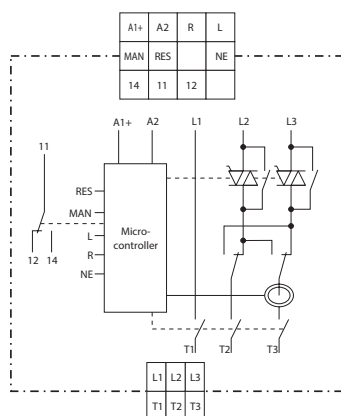 A1+ A2 R L
MAN RES NE
14 11 12
A1+ A2 L1 L2 L3
11
RES
MAN
Micro-
controller
L
R
NE
12 14
T1 T2 T3
L1 L2 L3
T1 T2 T3